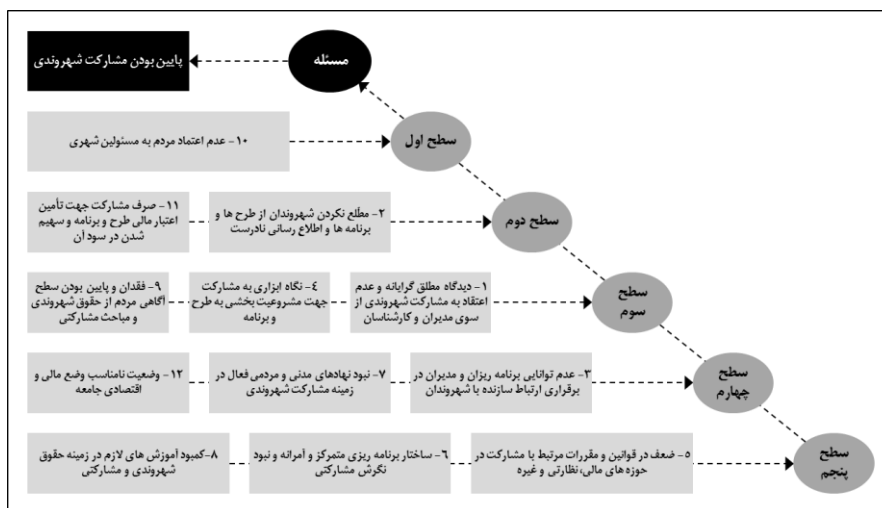 مسئله
پایین بودن مشارکت شهروندی
سطح اول
۱۰- عدم اعتماد مردم به مسئولین شهری
سطح دوم
۲- مطّلع نکردن شهروندان از طرح ها و
برنامه ها و اطلاع رسانی نادرست
۱۱- صرف مشارکت جهت تأمین
اعتبار مالی طرح و برنامه و سهیم
شدن در سود آن
سطح
سوم
۱- دیدگاه مطلق گرایانه و عدم
اعتقاد به مشارکت شهروندی از
سوی مدیران و کارشناسان
۴- نگاه ابزاری به مشارکت
جهت مشروعیت بخشی به طرح
و برنامه
۹- فقدان و پایین بودن سطح
آگاهی مردم از حقوق شهروندی
و مباحث مشارکتی
سطح
چهارم
۳- عدم توانایی برنامه ریزان و مدیران در
برقراری ارتباط سازنده با شهروندان
۷- نبود نهادهای مدنی و مردمی فعال در
زمینه مشارکت شهروندی
۱۲- وضعیت نامناسب وضع مالی و
اقتصادی جامعه
سطح
پنجم
۵- ضعف در قوانین و مقررات مرتبط با مشارکت در
حوزه های مالی، نظارتی و غیره
۶- ساختار برنامه ریزی متمرکز و آمرانه و نبود
نگرش مشارکتی
۸-کمبود آموزش های لازم در زمینه حقوق
شهروندی و مشارکتی